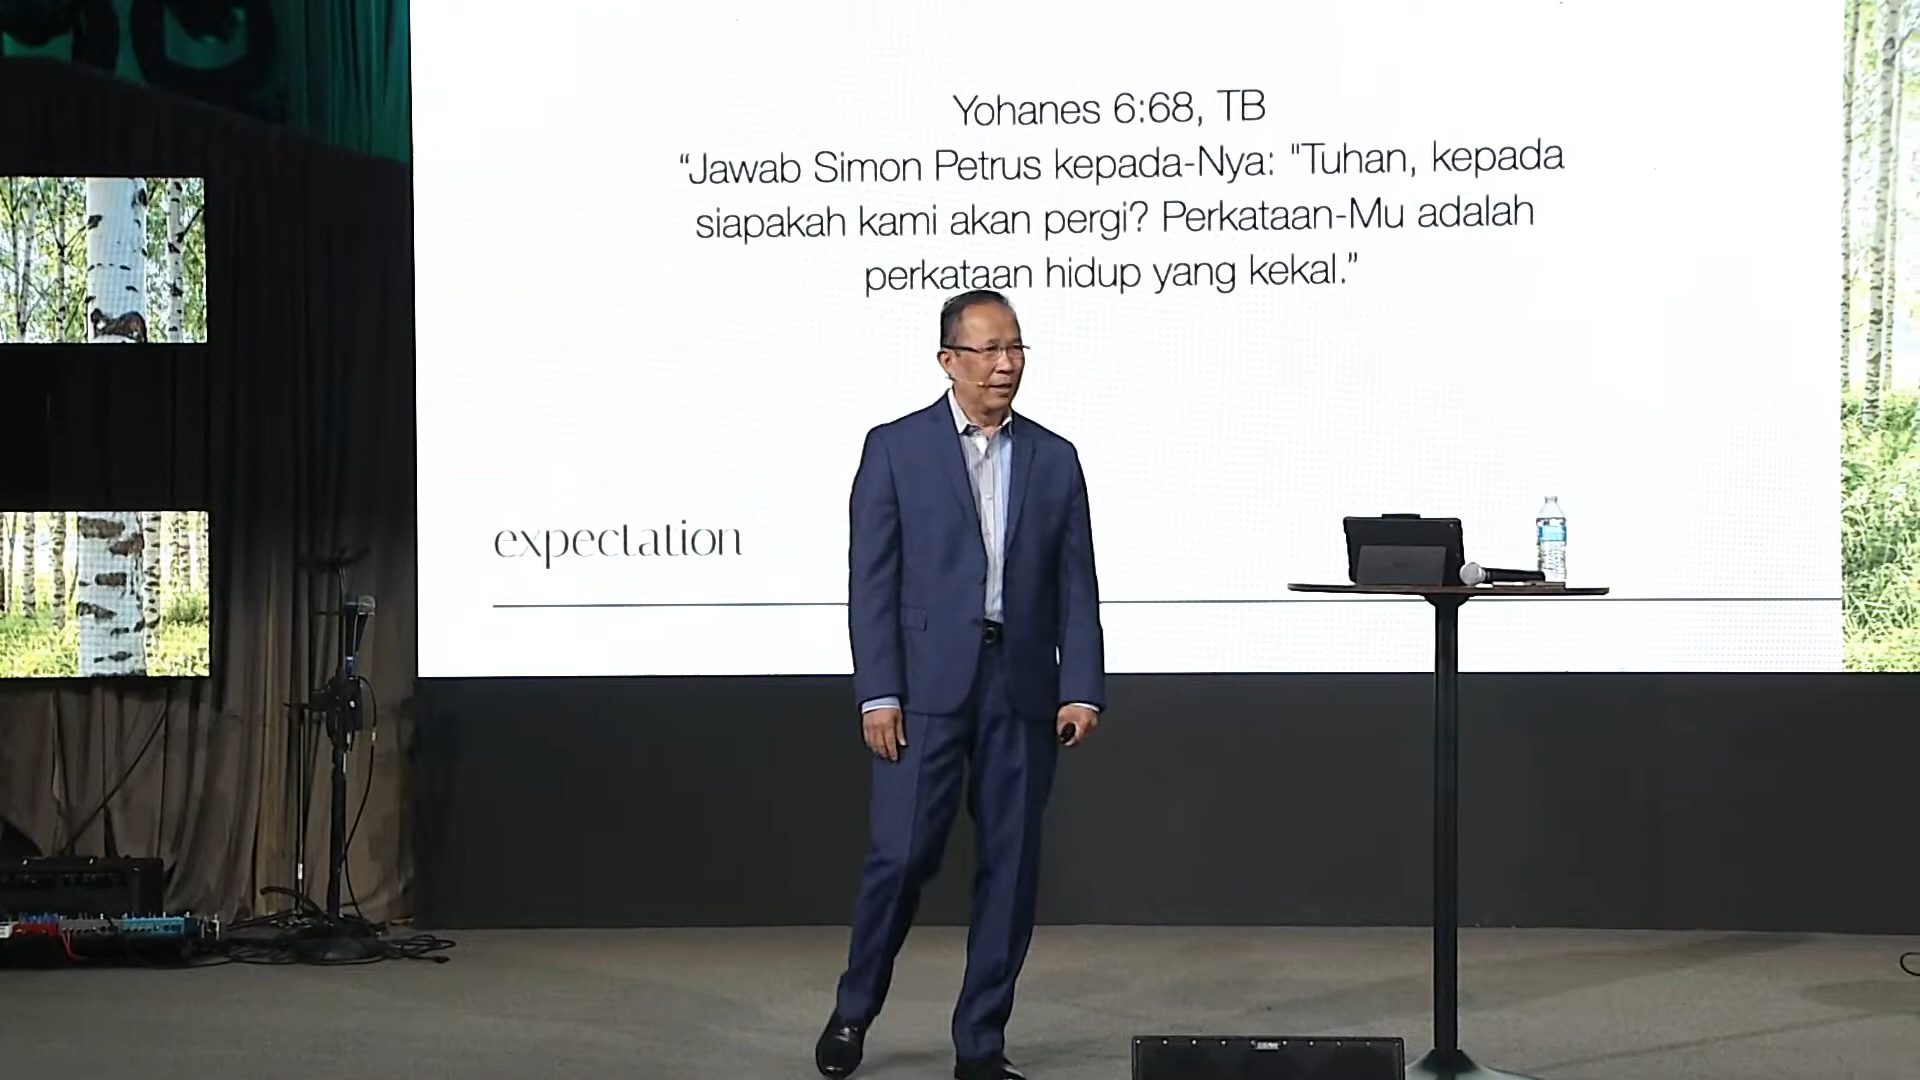 Yohanes 6:68, TB
“Jawab Simon Petrus kepada-Nya: "Tuhan, kepada
siapakah kami akan pergi? Perkataan-Mu adalah
perkataan hidup yang kekal.”
expectation